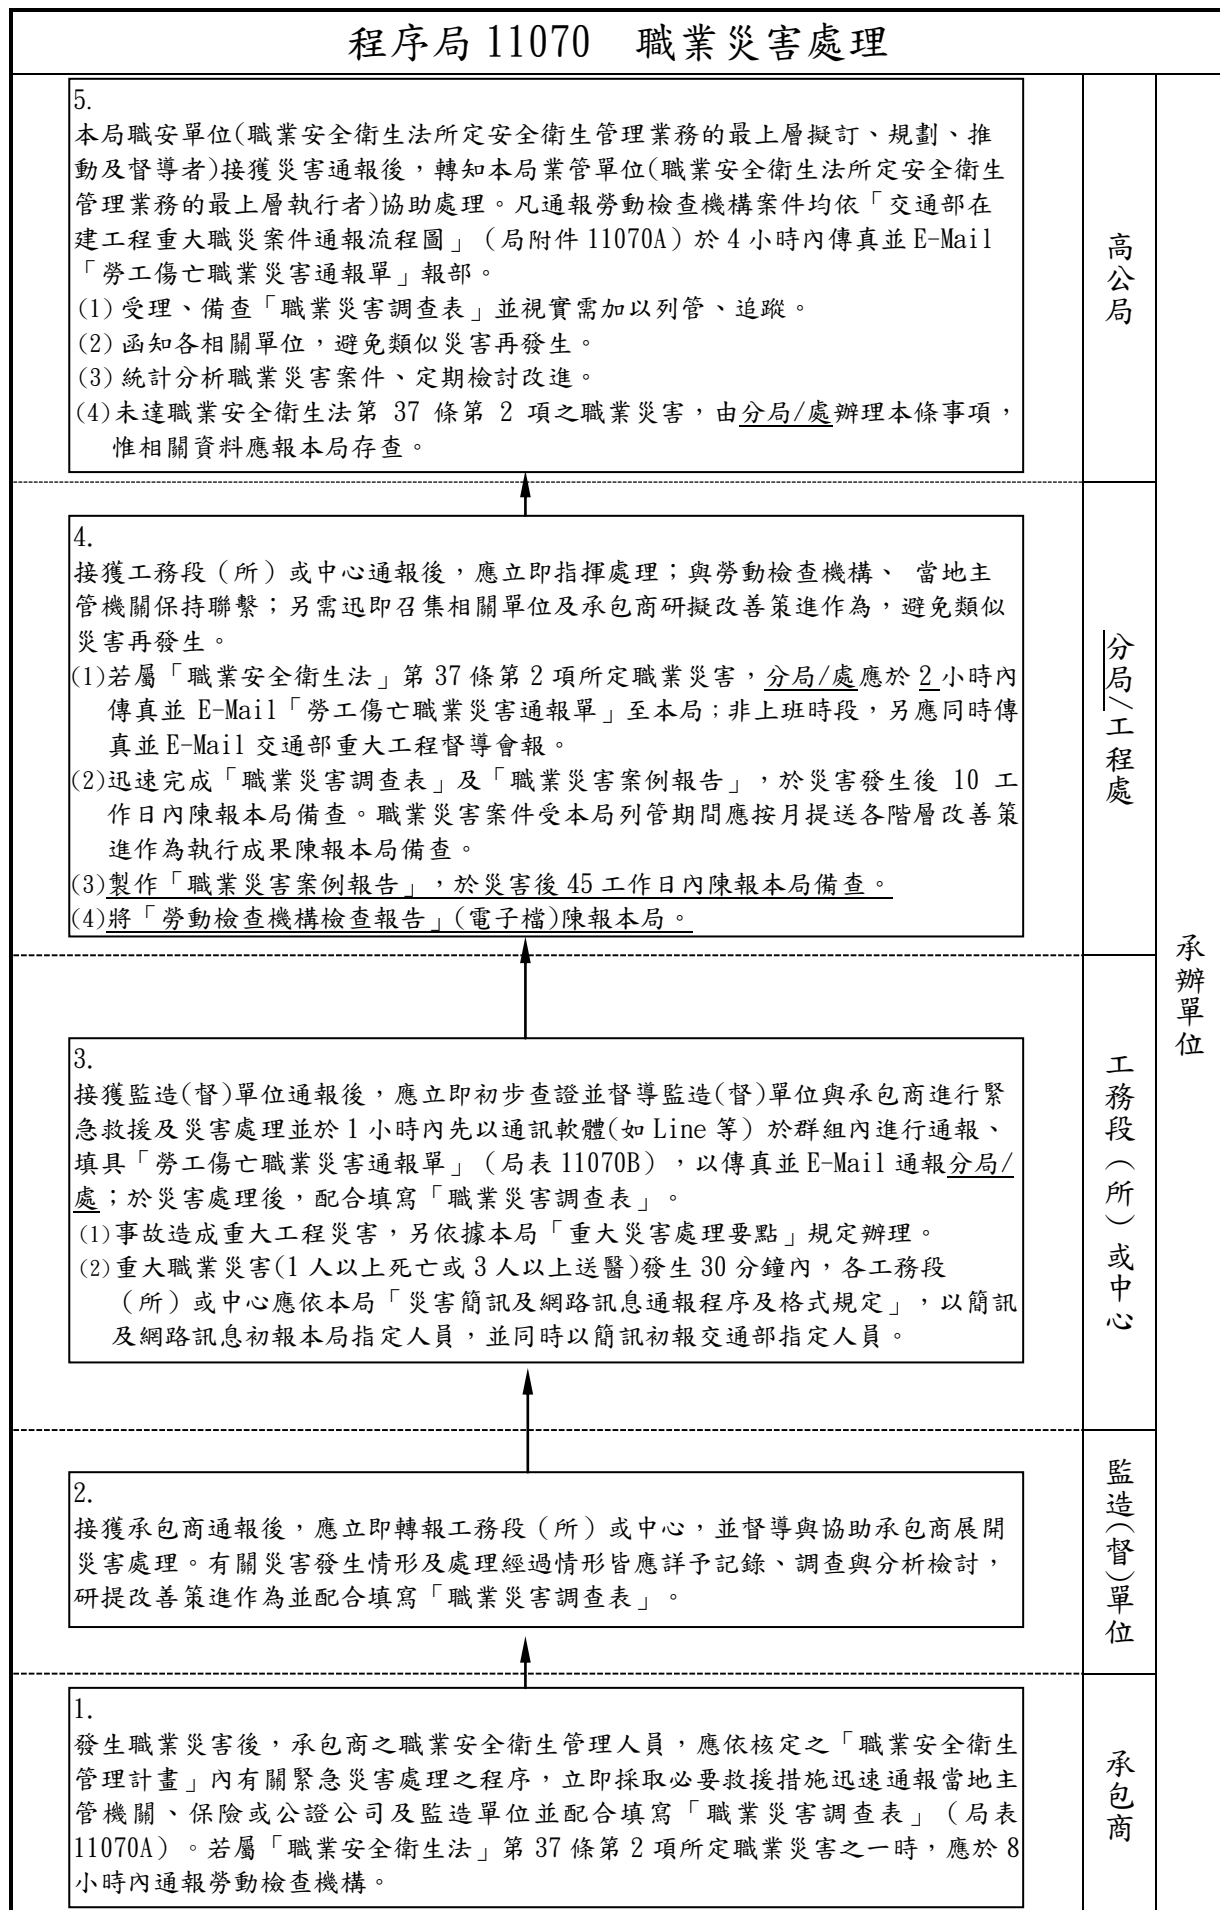 程序局 11070　職業災害處理
5.
本局職安單位(職業安全衛生法所定安全衛生管理業務的最上層擬訂、規劃、推
動及督導者)接獲災害通報後，轉知本局業管單位(職業安全衛生法所定安全衛生
管理業務的最上層執行者)協助處理。凡通報勞動檢查機構案件均依「交通部在
建工程重大職災案件通報流程圖」（局附件 11070A）於 4 小時內傳真並 E-Mail
「勞工傷亡職業災害通報單」報部。
(1) 受理、備查「職業災害調查表」並視實需加以列管、追蹤。
(2) 函知各相關單位，避免類似災害再發生。
(3) 統計分析職業災害案件、定期檢討改進。
(4)未達職業安全衛生法第 37 條第 2 項之職業災害，由分局/處辦理本條事項，
惟相關資料應報本局存查。
高公局
4.
接獲工務段（所）或中心通報後，應立即指揮處理；與勞動檢查機構、 當地主
管機關保持聯繫；另需迅即召集相關單位及承包商研擬改善策進作為，避免類似
災害再發生。
(1)若屬「職業安全衛生法」第 37 條第 2 項所定職業災害，分局/處應於 2 小時內
傳真並 E-Mail「勞工傷亡職業災害通報單」至本局；非上班時段，另應同時傳
真並 E-Mail 交通部重大工程督導會報。
(2)迅速完成「職業災害調查表」及「職業災害案例報告」，於災害發生後 10 工
作日內陳報本局備查。職業災害案件受本局列管期間應按月提送各階層改善策
進作為執行成果陳報本局備查。
(3)製作「職業災害案例報告」，於災害後 45 工作日內陳報本局備查。
(4)將「勞動檢查機構檢查報告」(電子檔)陳報本局。
分局/工程處
承辦單位
3.
接獲監造(督)單位通報後，應立即初步查證並督導監造(督)單位與承包商進行緊
急救援及災害處理並於 1 小時內先以通訊軟體(如 Line 等) 於群組內進行通報、
填具「勞工傷亡職業災害通報單」（局表 11070B），以傳真並 E-Mail 通報分局/
處；於災害處理後，配合填寫「職業災害調查表」。
(1)事故造成重大工程災害，另依據本局「重大災害處理要點」規定辦理。
(2)重大職業災害(1 人以上死亡或 3 人以上送醫)發生 30 分鐘內，各工務段
（所）或中心應依本局「災害簡訊及網路訊息通報程序及格式規定」，以簡訊
及網路訊息初報本局指定人員，並同時以簡訊初報交通部指定人員。
工務段（所）或中心
2.
接獲承包商通報後，應立即轉報工務段（所）或中心，並督導與協助承包商展開
災害處理。有關災害發生情形及處理經過情形皆應詳予記錄、調查與分析檢討，
研提改善策進作為並配合填寫「職業災害調查表」。
監造(督)單位
1.
發生職業災害後，承包商之職業安全衛生管理人員，應依核定之「職業安全衛生
管理計畫」內有關緊急災害處理之程序，立即採取必要救援措施迅速通報當地主
管機關、保險或公證公司及監造單位並配合填寫「職業災害調查表」（局表
11070A）。若屬「職業安全衛生法」第 37 條第 2 項所定職業災害之一時，應於 8
小時內通報勞動檢查機構。
承包商